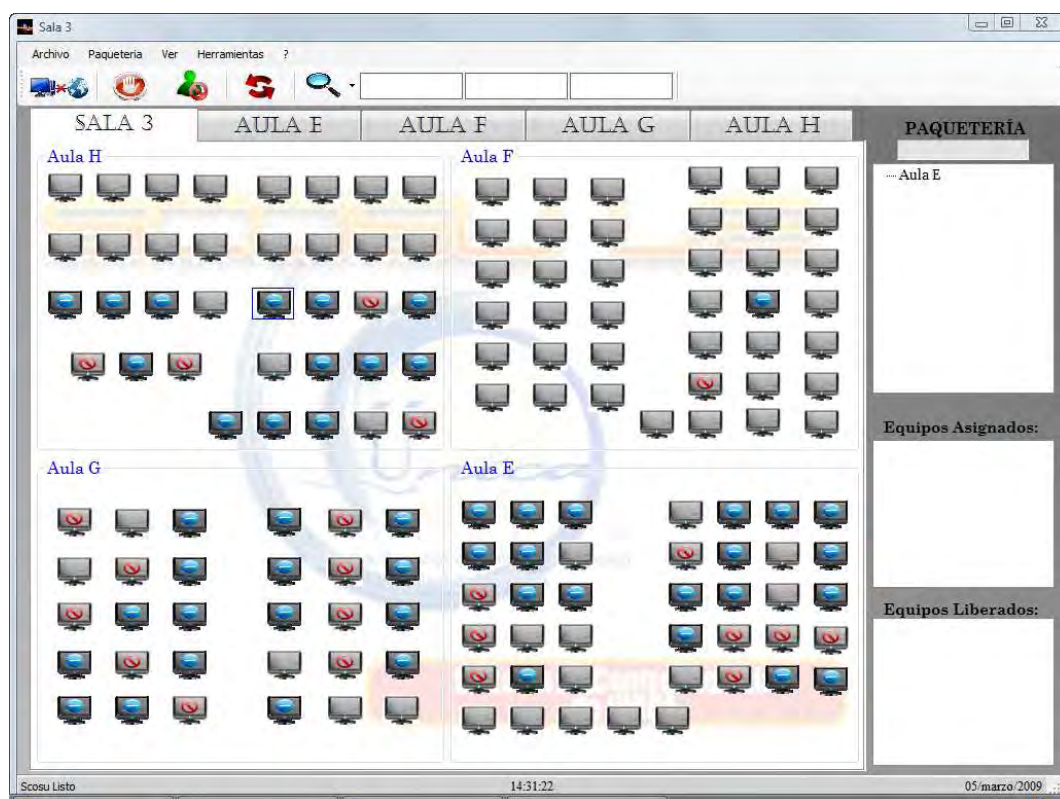 Sala 3
Archivo Paqueteria Ver Herramientas ?
SALA 3 AULA E AULA F AULA G AULA H
PAQUETERÍA
Aula E
Aula H
Aula F
Aula G
Aula E
Equipos Asignados:
Equipos Liberados:
Scosu Listo 14:31:22 05/marzo/2009